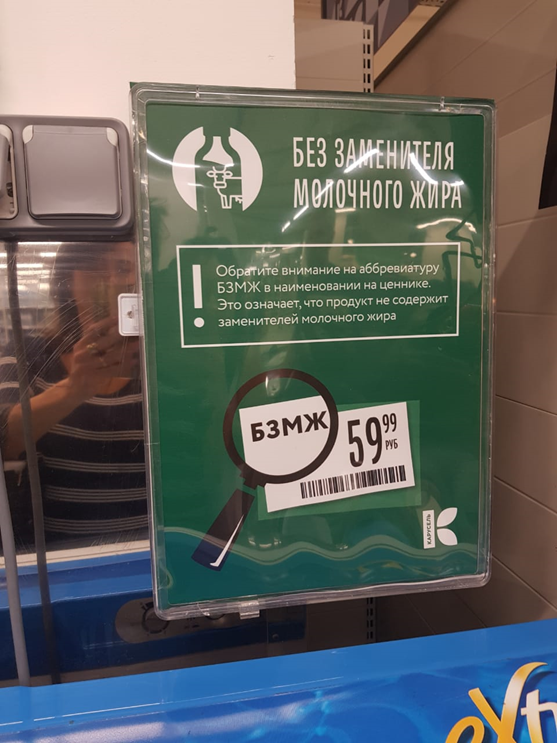 БЕЗ ЗАМЕНИТЕЛЯ
МОЛОЧНОГО ЖИРА
! Обратите внимание на аббревиатуру
БЗМЖ в наименовании на ценнике.
Это означает, что продукт не содержит
заменителей молочного жира
БЗМЖ
59 99
РУБ
КАРУСЕЛЬ